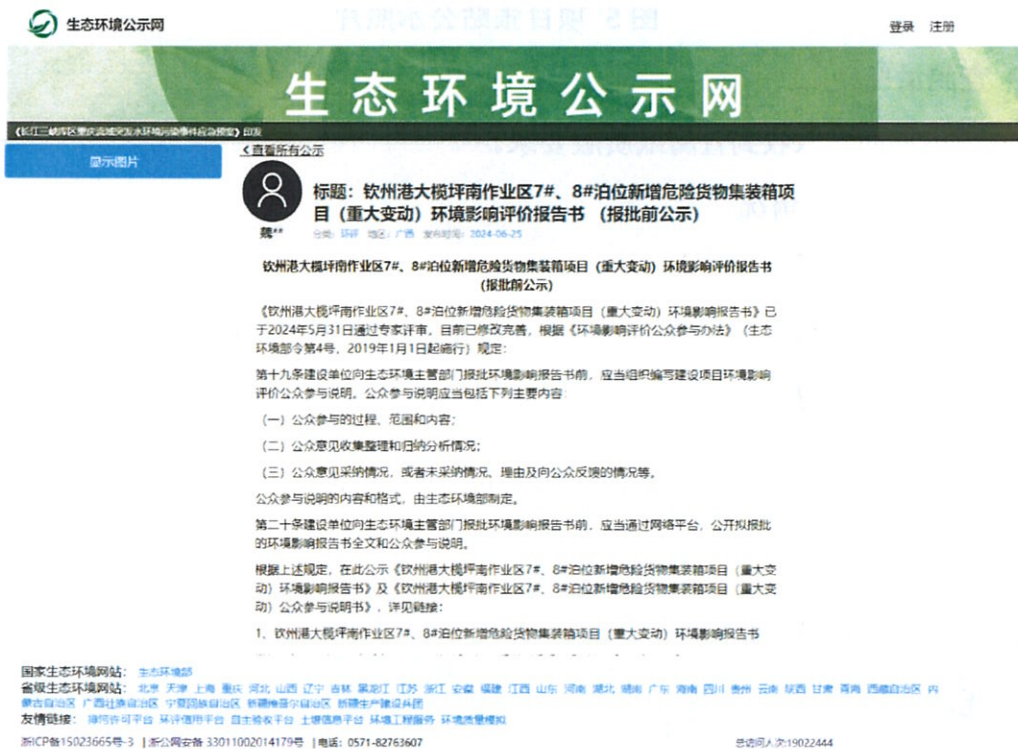 生态环境公示网
登录 注册
生态环境公示网
《长江三峡库区重庆流域突发水环境污染事件应急预案》印发
显示图片
查看所有公示
标题：钦州港大榄坪南作业区7#、8#泊位新增危险货物集装箱项
目（重大变动）环境影响评价报告书 （报批前公示）
魏**
分类：环评 地区：广西 发布时间：2024-06-25
钦州港大榄坪南作业区7#、8#泊位新增危险货物集装箱项目（重大变动）环境影响评价报告书
（报批前公示）
《钦州港大榄坪南作业区7#、8#泊位新增危险货物集装箱项目（重大变动）环境影响报告书》已
于2024年5月31日通过专家评审，目前已修改完善，根据《环境影响评价公众参与办法》（生态
环境部令第4号，2019年1月1日起施行）规定：
第十九条建设单位向生态环境主管部门报批环境影响报告书前，应当组织编写建设项目环境影响
评价公众参与说明。公众参与说明应当包括下列主要内容：
（一）公众参与的过程、范围和内容；
（二）公众意见收集整理和归纳分析情况；
（三）公众意见采纳情况，或者未采纳情况、理由及向公众反馈的情况等。
公众参与说明的内容和格式，由生态环境部制定。
第二十条建设单位向生态环境主管部门报批环境影响报告书前，应当通过网络平台，公开拟报批
的环境影响报告书全文和公众参与说明。
根据上述规定，在此公示《钦州港大榄坪南作业区7#、8#泊位新增危险货物集装箱项目（重大变
动）环境影响报告书》及《钦州港大榄坪南作业区7#、8#泊位新增危险货物集装箱项目（重大变
动）公众参与说明书》，详见链接：
1、钦州港大榄坪南作业区7#、8#泊位新增危险货物集装箱项目（重大变动）环境影响报告书
国家生态环境网站： 生态环境部
省级生态环境网站： 北京 天津 上海 重庆 河北 山西 辽宁 吉林 黑龙江 江苏 浙江 安徽 福建 江西 山东 河南 湖北 湖南 广东 海南 四川 贵州 云南 陕西 甘肃 青海 西藏自治区 内
蒙古自治区 广西壮族自治区 宁夏回族自治区 新疆维吾尔自治区 新疆生产建设兵团
友情链接： 排污许可平台 环评信用平台 自主验收平台 土壤信息平台 环境工程服务 环境质量模拟
浙ICP备15023665号-3 | 浙公网安备 33011002014179号 | 电话：0571-82763607
总访问人次:19022444